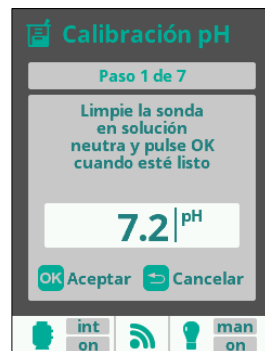 Calibración pH
Paso 1 de 7
Limpie la sonda
en solución
neutra y pulse OK
cuando esté listo
7.2 pH
OK Aceptar Cancelar
int man
on on